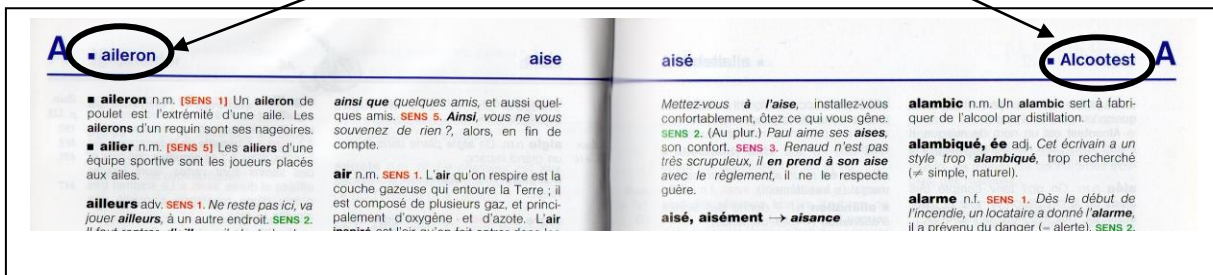 A ■ aileron
aise
aisé
■ Alcootest A
■ aileron n.m. [SENS 1] Un aileron de
poulet est l'extrémité d'une aile. Les
ailerons d'un requin sont ses nageoires.
■ ailier n.m. [SENS 5] Les ailiers d'une
équipe sportive sont les joueurs placés
aux ailes.
ailleurs adv. SENS 1. Ne reste pas ici, va
jouer ailleurs, à un autre endroit. SENS 2.
ainsi que quelques amis, et aussi quel-
ques amis. SENS 5. Ainsi, vous ne vous
souvenez de rien ?, alors, en fin de
compte.
air n.m. SENS 1. L'air qu'on respire est la
couche gazeuse qui entoure la Terre ; il
est composé de plusieurs gaz, et princi-
palement d'oxygène et d'azote. L'air
inspiré est l'air qu'on fait entrer dans les
Mettez-vous à l'aise, installez-vous
confortablement, ôtez ce qui vous gêne.
SENS 2. (Au plur.) Paul aime ses aises,
son confort. SENS 3. Renaud n'est pas
très scrupuleux, il en prend à son aise
avec le règlement, il ne le respecte
guère.
aisé, aisément → aisance
alambic n.m. Un alambic sert à fabri-
quer de l'alcool par distillation.
alambiqué, ée adj. Cet écrivain a un
style trop alambiqué, trop recherché
(≠ simple, naturel).
alarme n.f. SENS 1. Dès le début de
l'incendie, un locataire a donné l'alarme,
il a prévenu du danger (= alerte). SENS 2.